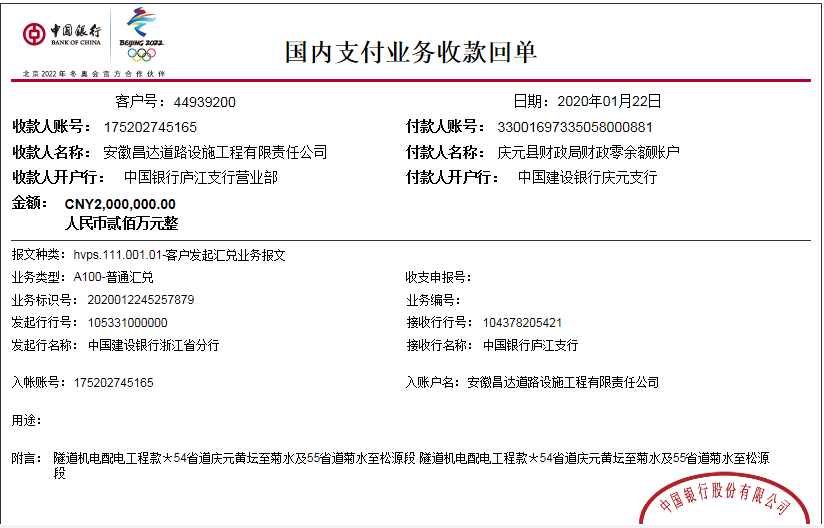 中国银行
BANK OF CHINA
BEIJING 2022
北京2022年冬奥会官方合作伙伴
国内支付业务收款回单
客户号：44939200 日期：2020年01月22日
收款人账号：175202745165 付款人账号：33001697335058000881
收款人名称：安徽昌达道路设施工程有限责任公司 付款人名称：庆元县财政局财政零余额账户
收款人开户行：中国银行庐江支行营业部 付款人开户行：中国建设银行庆元支行
金额：CNY2,000,000.00
人民币贰佰万元整
报文种类：hvps.111.001.01-客户发起汇兑业务报文
业务类型：A100-普通汇兑 收支申报号：
业务标识号：2020012245257879 业务编号：
发起行行号：105331000000 接收行行号：104378205421
发起行名称：中国建设银行浙江省分行 接收行名称：中国银行庐江支行
入帐账号：175202745165 入账户名：安徽昌达道路设施工程有限责任公司
用途：
附言：隧道机电配电工程款＊54省道庆元黄坛至菊水及55省道菊水至松源段 隧道机电配电工程款＊54省道庆元黄坛至菊水及55省道菊水至松源
段
中国银行股份有限公司